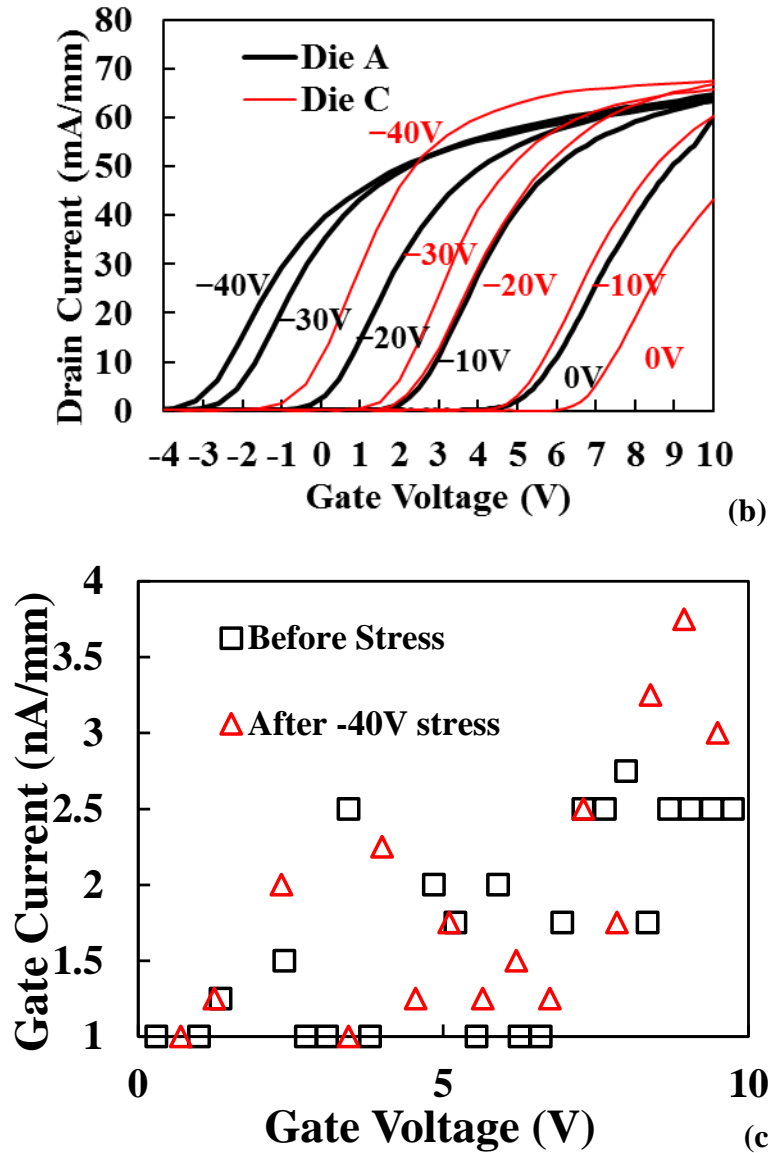 80
70
60
50
40
30
20
10
0
Drain Current (mA/mm)
Die A
Die C
−40V
−30V
−20V
−10V
0V
−40V
−30V
−20V
−10V
0V
-4 -3 -2 -1 0 1 2 3 4 5 6 7 8 9 10
Gate Voltage (V)
(b)
4
3.5
3
2.5
2
1.5
1
Gate Current (nA/mm)
Before Stress
After -40V stress
0 5 10
Gate Voltage (V)
(c